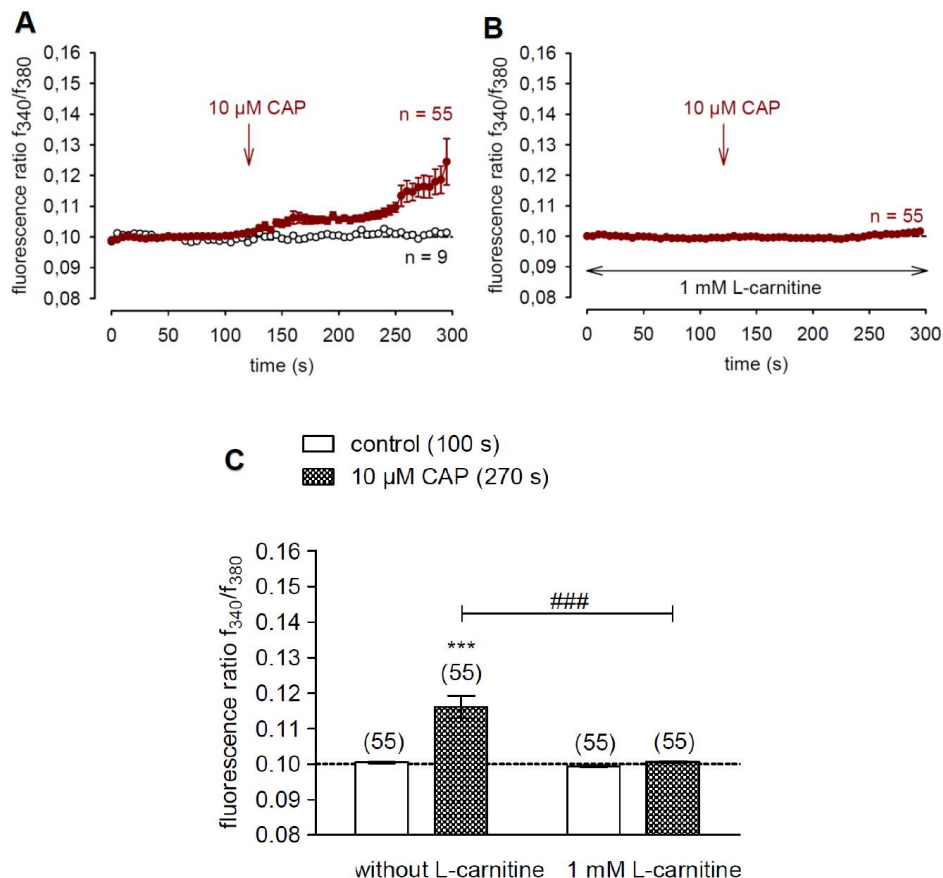 A
fluorescence ratio f340/f380
0,16
0,15
0,14
0,13
0,12
0,11
0,10
0,09
0,08
10 µM CAP
n = 55
n = 9
0 50 100 150 200 250 300
time (s)
B
fluorescence ratio f340/f380
0,16
0,15
0,14
0,13
0,12
0,11
0,10
0,09
0,08
10 µM CAP
n = 55
1 mM L-carnitine
0 50 100 150 200 250 300
time (s)
C
control (100 s)
10 µM CAP (270 s)
fluorescence ratio f340/f380
0.16
0.15
0.14
0.13
0.12
0.11
0.10
0.09
0.08
###
***
(55)
(55)
(55)
(55)
without L-carnitine 1 mM L-carnitine